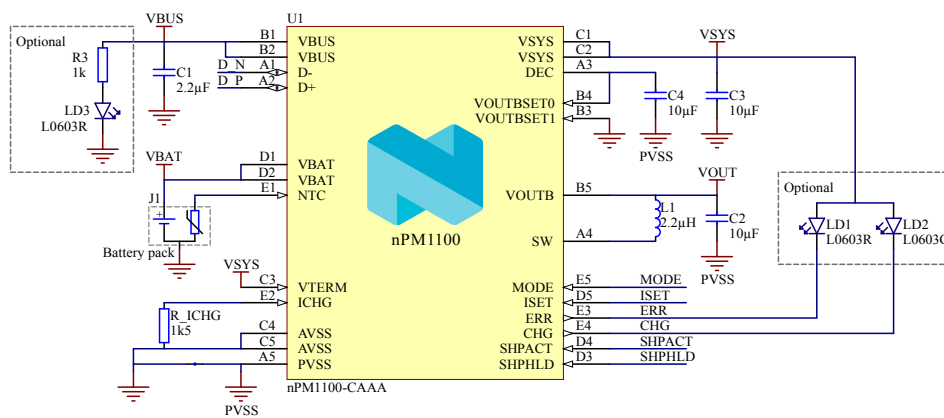 U1
VBUS
Optional
R3
1k
LD3
L0603R
C1
2.2µF
D_N
D_P
B1
B2
A1
A2
VBUS
VBUS
D-
D+
VBAT
D1
D2
E1
VBAT
VBAT
NTC
J1
+
Battery pack
VSYS
C3
E2
VTERM
ICHG
R_ICHG
1k5
C4
C5
A5
AVSS
AVSS
PVSS
PVSS
nPM1100
nPM1100-CAAA
VSYS
VSYS
DEC
VOUTBSET0
VOUTBSET1
C1
C2
A3
B4
B3
VSYS
C4
10µF
C3
10µF
PVSS
VOUTB
SW
B5
A4
L1
2.2µH
VOUT
C2
10µF
PVSS
Optional
LD1
L0603R
LD2
L0603G
MODE
ISET
ERR
CHG
SHPACT
SHPHLD
E5
D5
E3
E4
D4
D3
MODE
ISET
ERR
CHG
SHPACT
SHPHLD